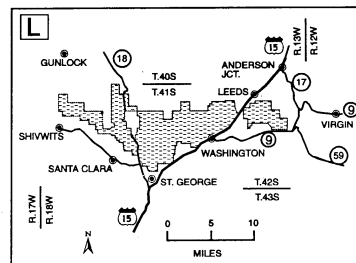 L
15
R.13W
R.12W
18
GUNLOCK
ANDERSON
JCT.
T.40S
T.41S
LEEDS
17
SHIVWITS
9
VIRGIN
WASHINGTON
9
SANTA CLARA
ST. GEORGE
59
T.42S
T.43S
R.17W
R.18W
15
0 5 10
MILES
N